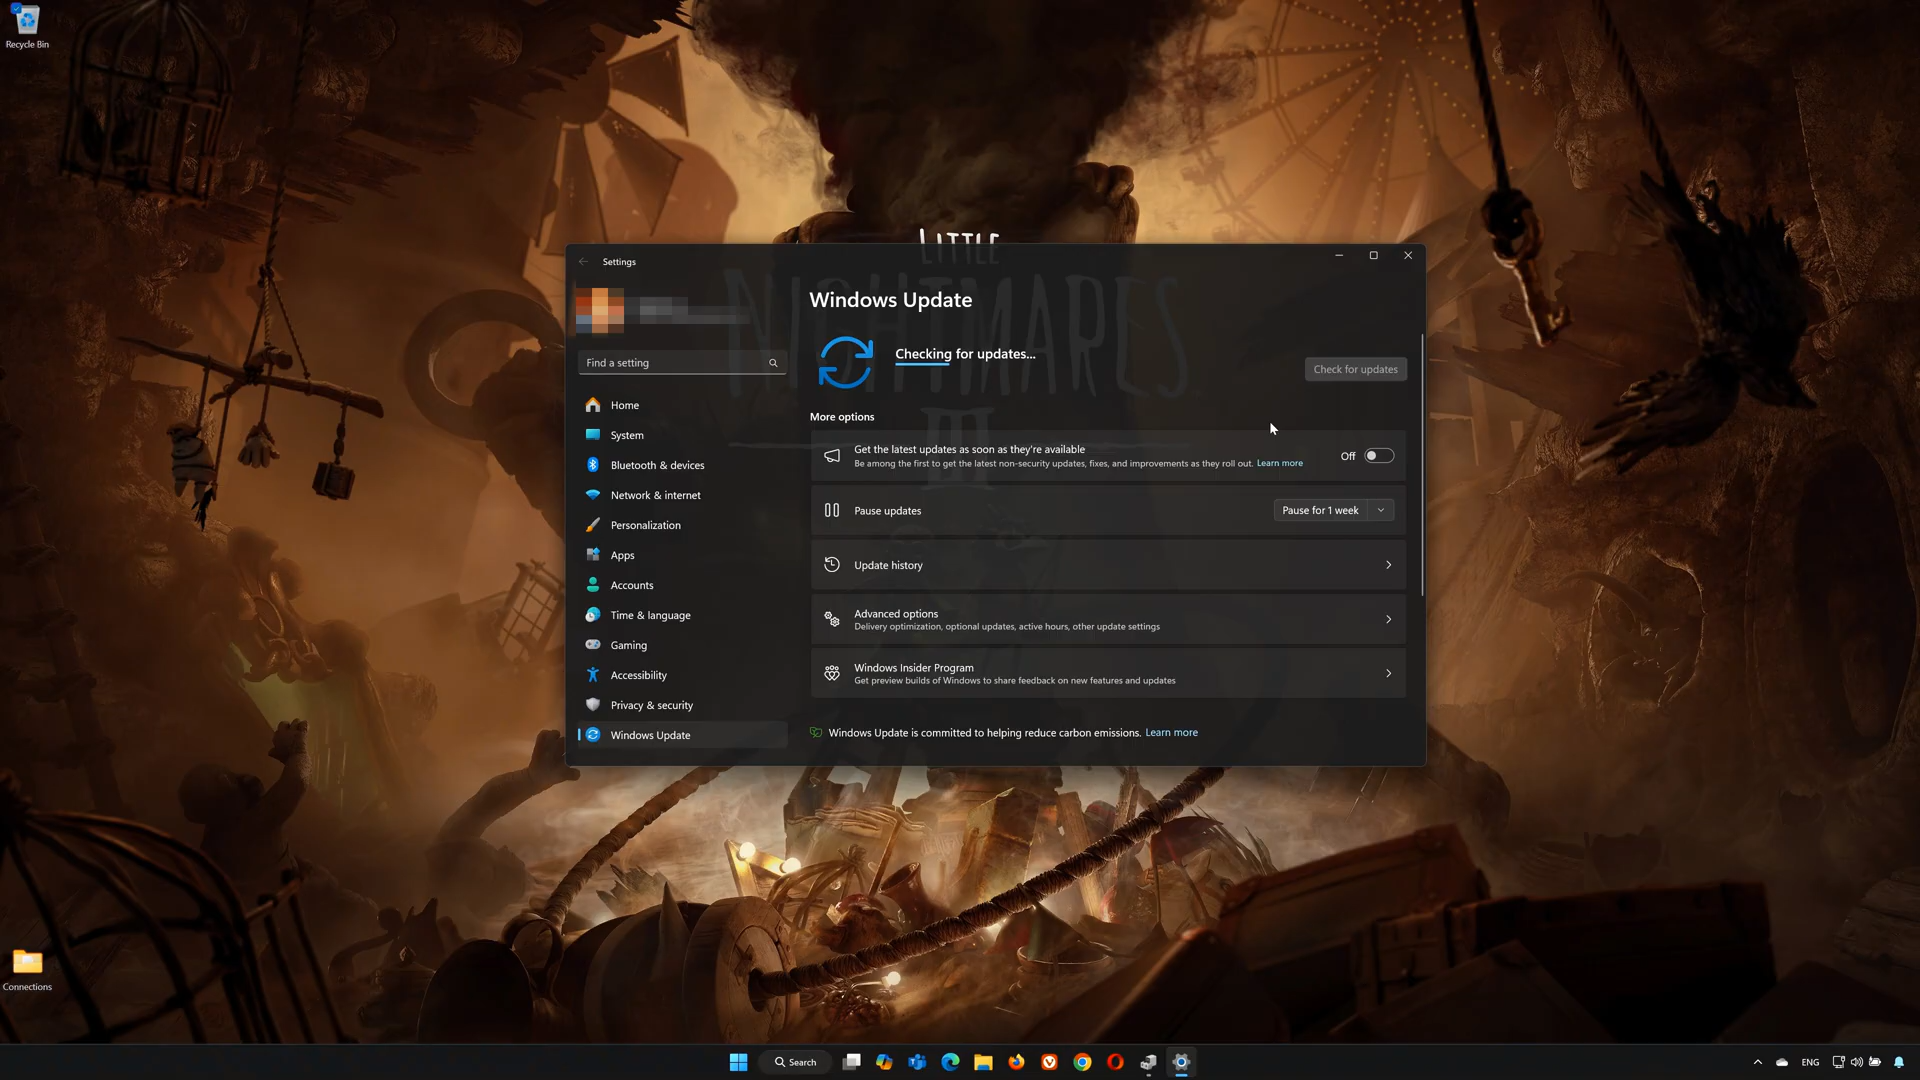 Recycle Bin
LITTLE
NIGHTMARES
III
Settings
Windows Update
Checking for updates...
Check for updates
Find a setting
Home
System
Bluetooth & devices
Network & internet
Personalization
Apps
Accounts
Time & language
Gaming
Accessibility
Privacy & security
Windows Update
More options
Get the latest updates as soon as they're available
Be among the first to get the latest non-security updates, fixes, and improvements as they roll out. Learn more
Off
Pause updates
Pause for 1 week
Update history
Advanced options
Delivery optimization, optional updates, active hours, other update settings
Windows Insider Program
Get preview builds of Windows to share feedback on new features and updates
Windows Update is committed to helping reduce carbon emissions. Learn more
Connections
Search
ENG